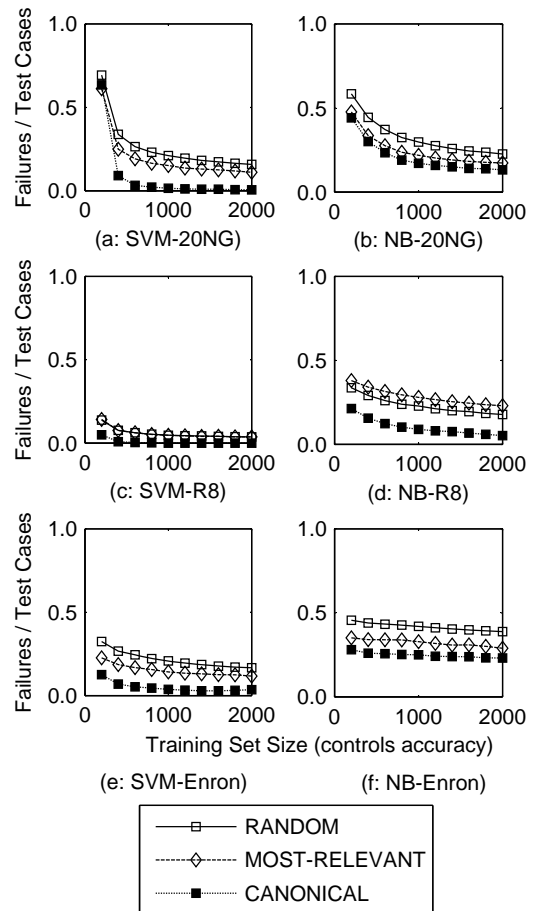 Failures / Test Cases
1.0
0.5
0.0
0
1000
2000
(a: SVM-20NG)
1.0
0.5
0.0
0
1000
2000
(b: NB-20NG)
Failures / Test Cases
1.0
0.5
0.0
0
1000
2000
(c: SVM-R8)
1.0
0.5
0.0
0
1000
2000
(d: NB-R8)
Failures / Test Cases
1.0
0.5
0.0
0
1000
2000
1.0
0.5
0.0
0
1000
2000
Training Set Size (controls accuracy)
(e: SVM-Enron)
(f: NB-Enron)
RANDOM
MOST-RELEVANT
CANONICAL